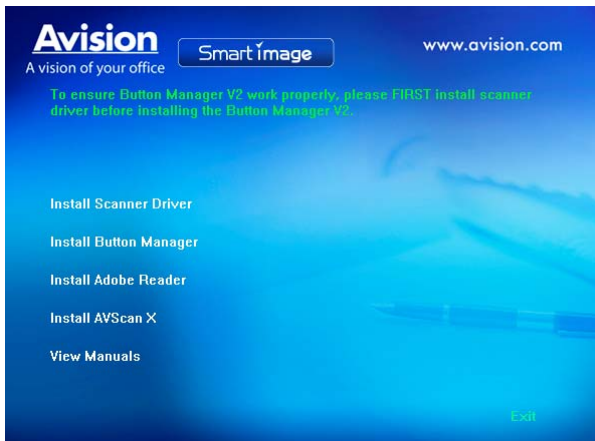 Avision
A vision of your office
Smart image
www.avision.com
To ensure Button Manager V2 work properly, please FIRST install scanner
driver before installing the Button Manager V2.
Install Scanner Driver
Install Button Manager
Install Adobe Reader
Install AVScan X
View Manuals
Exit